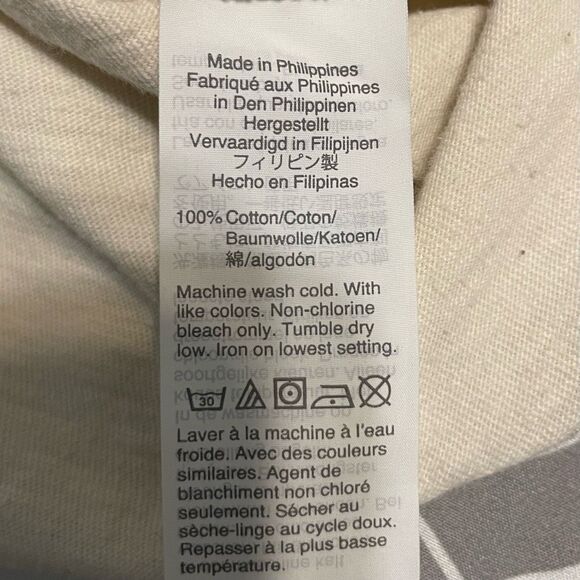 Made in Philippines
Fabriqué aux Philippines
in Den Philippinen
Hergestellt
Vervaardigd in Filipijnen
フィリピン製
Hecho en Filipinas
100% Cotton/Coton/
Baumwolle/Katoen/
綿/algodón
Machine wash cold. With
like colors. Non-chlorine
bleach only. Tumble dry
low. Iron on lowest setting.
30
Laver à la machine à l'eau
froide. Avec des couleurs
similaires. Agent de
blanchiment non chloré
seulement. Sécher au
sèche-linge au cycle doux.
Repasser à la plus basse
température.